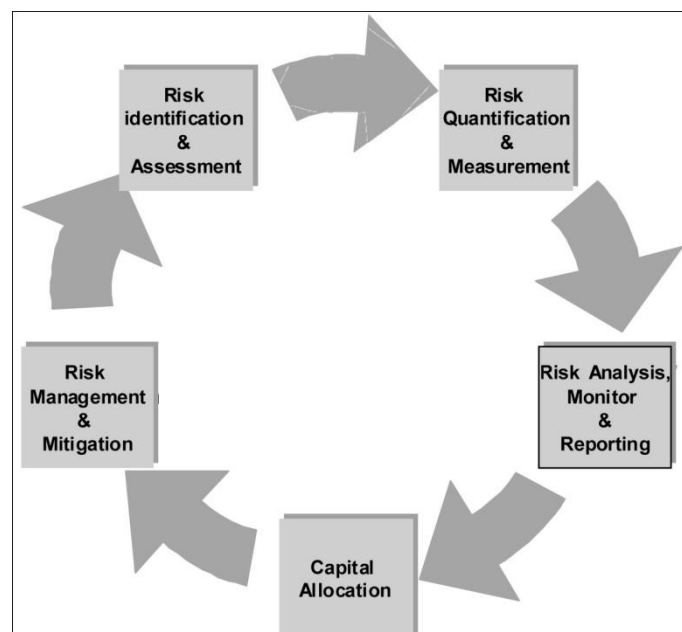 Risk
identification
&
Assessment
Risk
Quantification
&
Measurement
Risk Analysis,
Monitor
&
Reporting
Capital
Allocation
Risk
Management
&
Mitigation